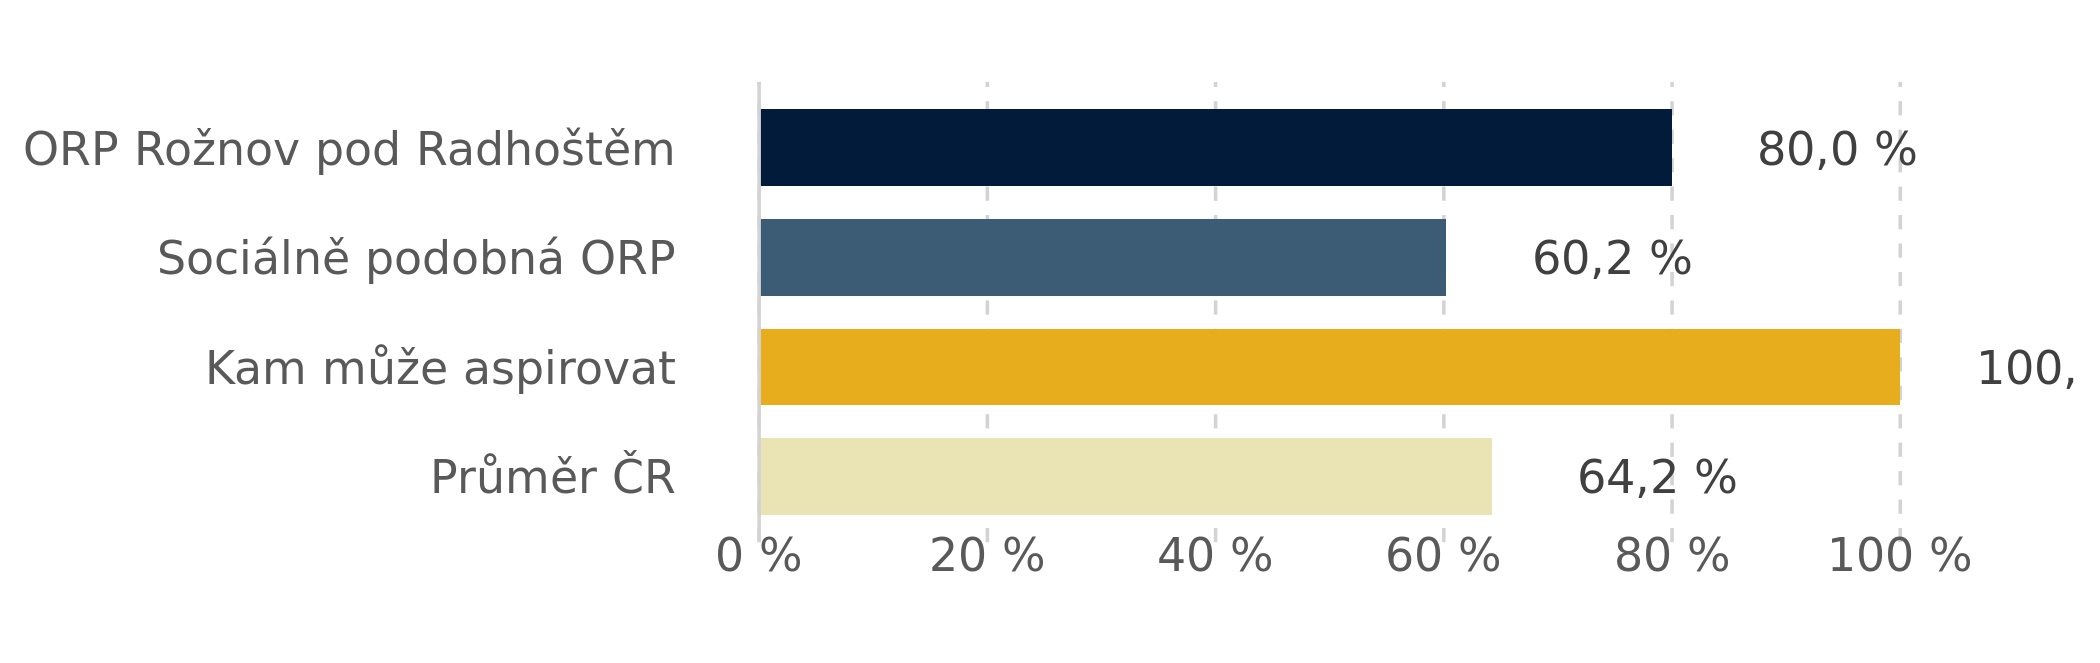 ORP Rožnov pod Radhoštěm 80,0 %
Sociálně podobná ORP 60,2 %
Kam může aspirovat 100,
Průměr ČR 64,2 %
0 % 20 % 40 % 60 % 80 % 100 %